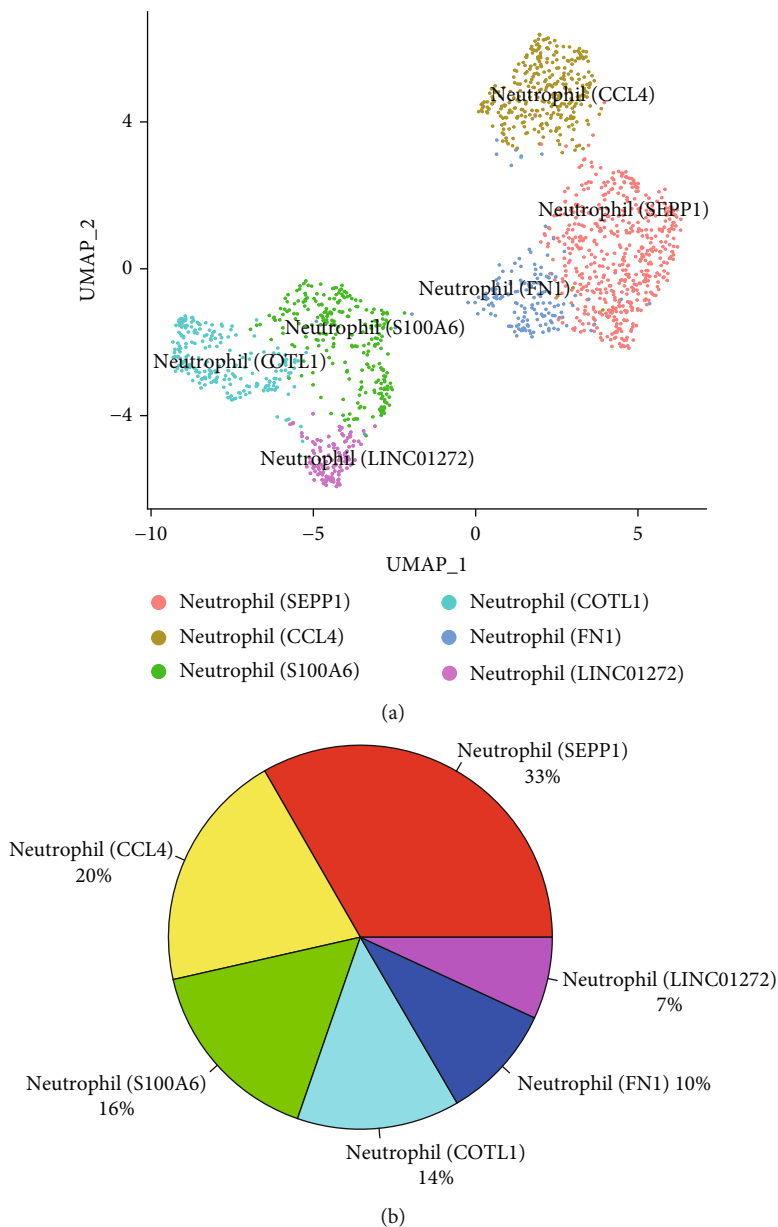 Neutrophil (CCL4)
4
Neutrophil (SEPP1)
UMAP_2
0
Neutrophil (FN1)
Neutrophil (S100A6)
Neutrophil (COTL1)
−4
Neutrophil (LINC01272)
−10 −5 0 5
UMAP_1
Neutrophil (SEPP1) Neutrophil (COTL1)
Neutrophil (CCL4) Neutrophil (FN1)
Neutrophil (S100A6) Neutrophil (LINC01272)
(a)
Neutrophil (SEPP1)
33%
Neutrophil (CCL4)
20%
Neutrophil (LINC01272)
7%
Neutrophil (S100A6)
16%
Neutrophil (FN1) 10%
Neutrophil (COTL1)
14%
(b)